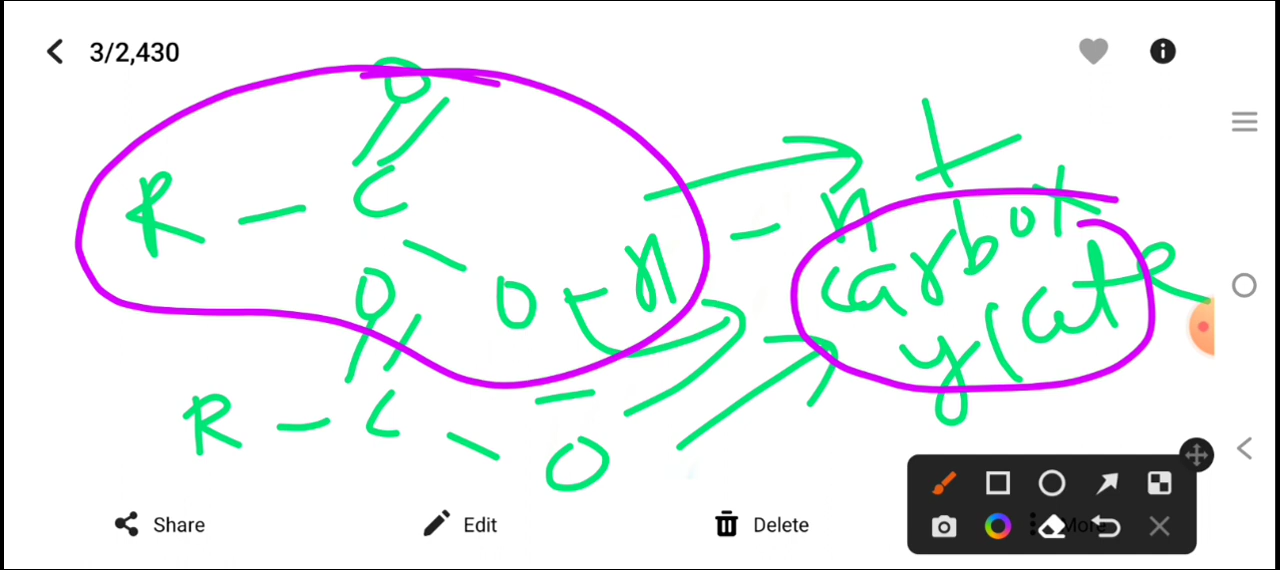 3/2,430
O
R - C
- O - H
- H +
carbox
ylate
O
R - C - O
Share
Edit
Delete
More